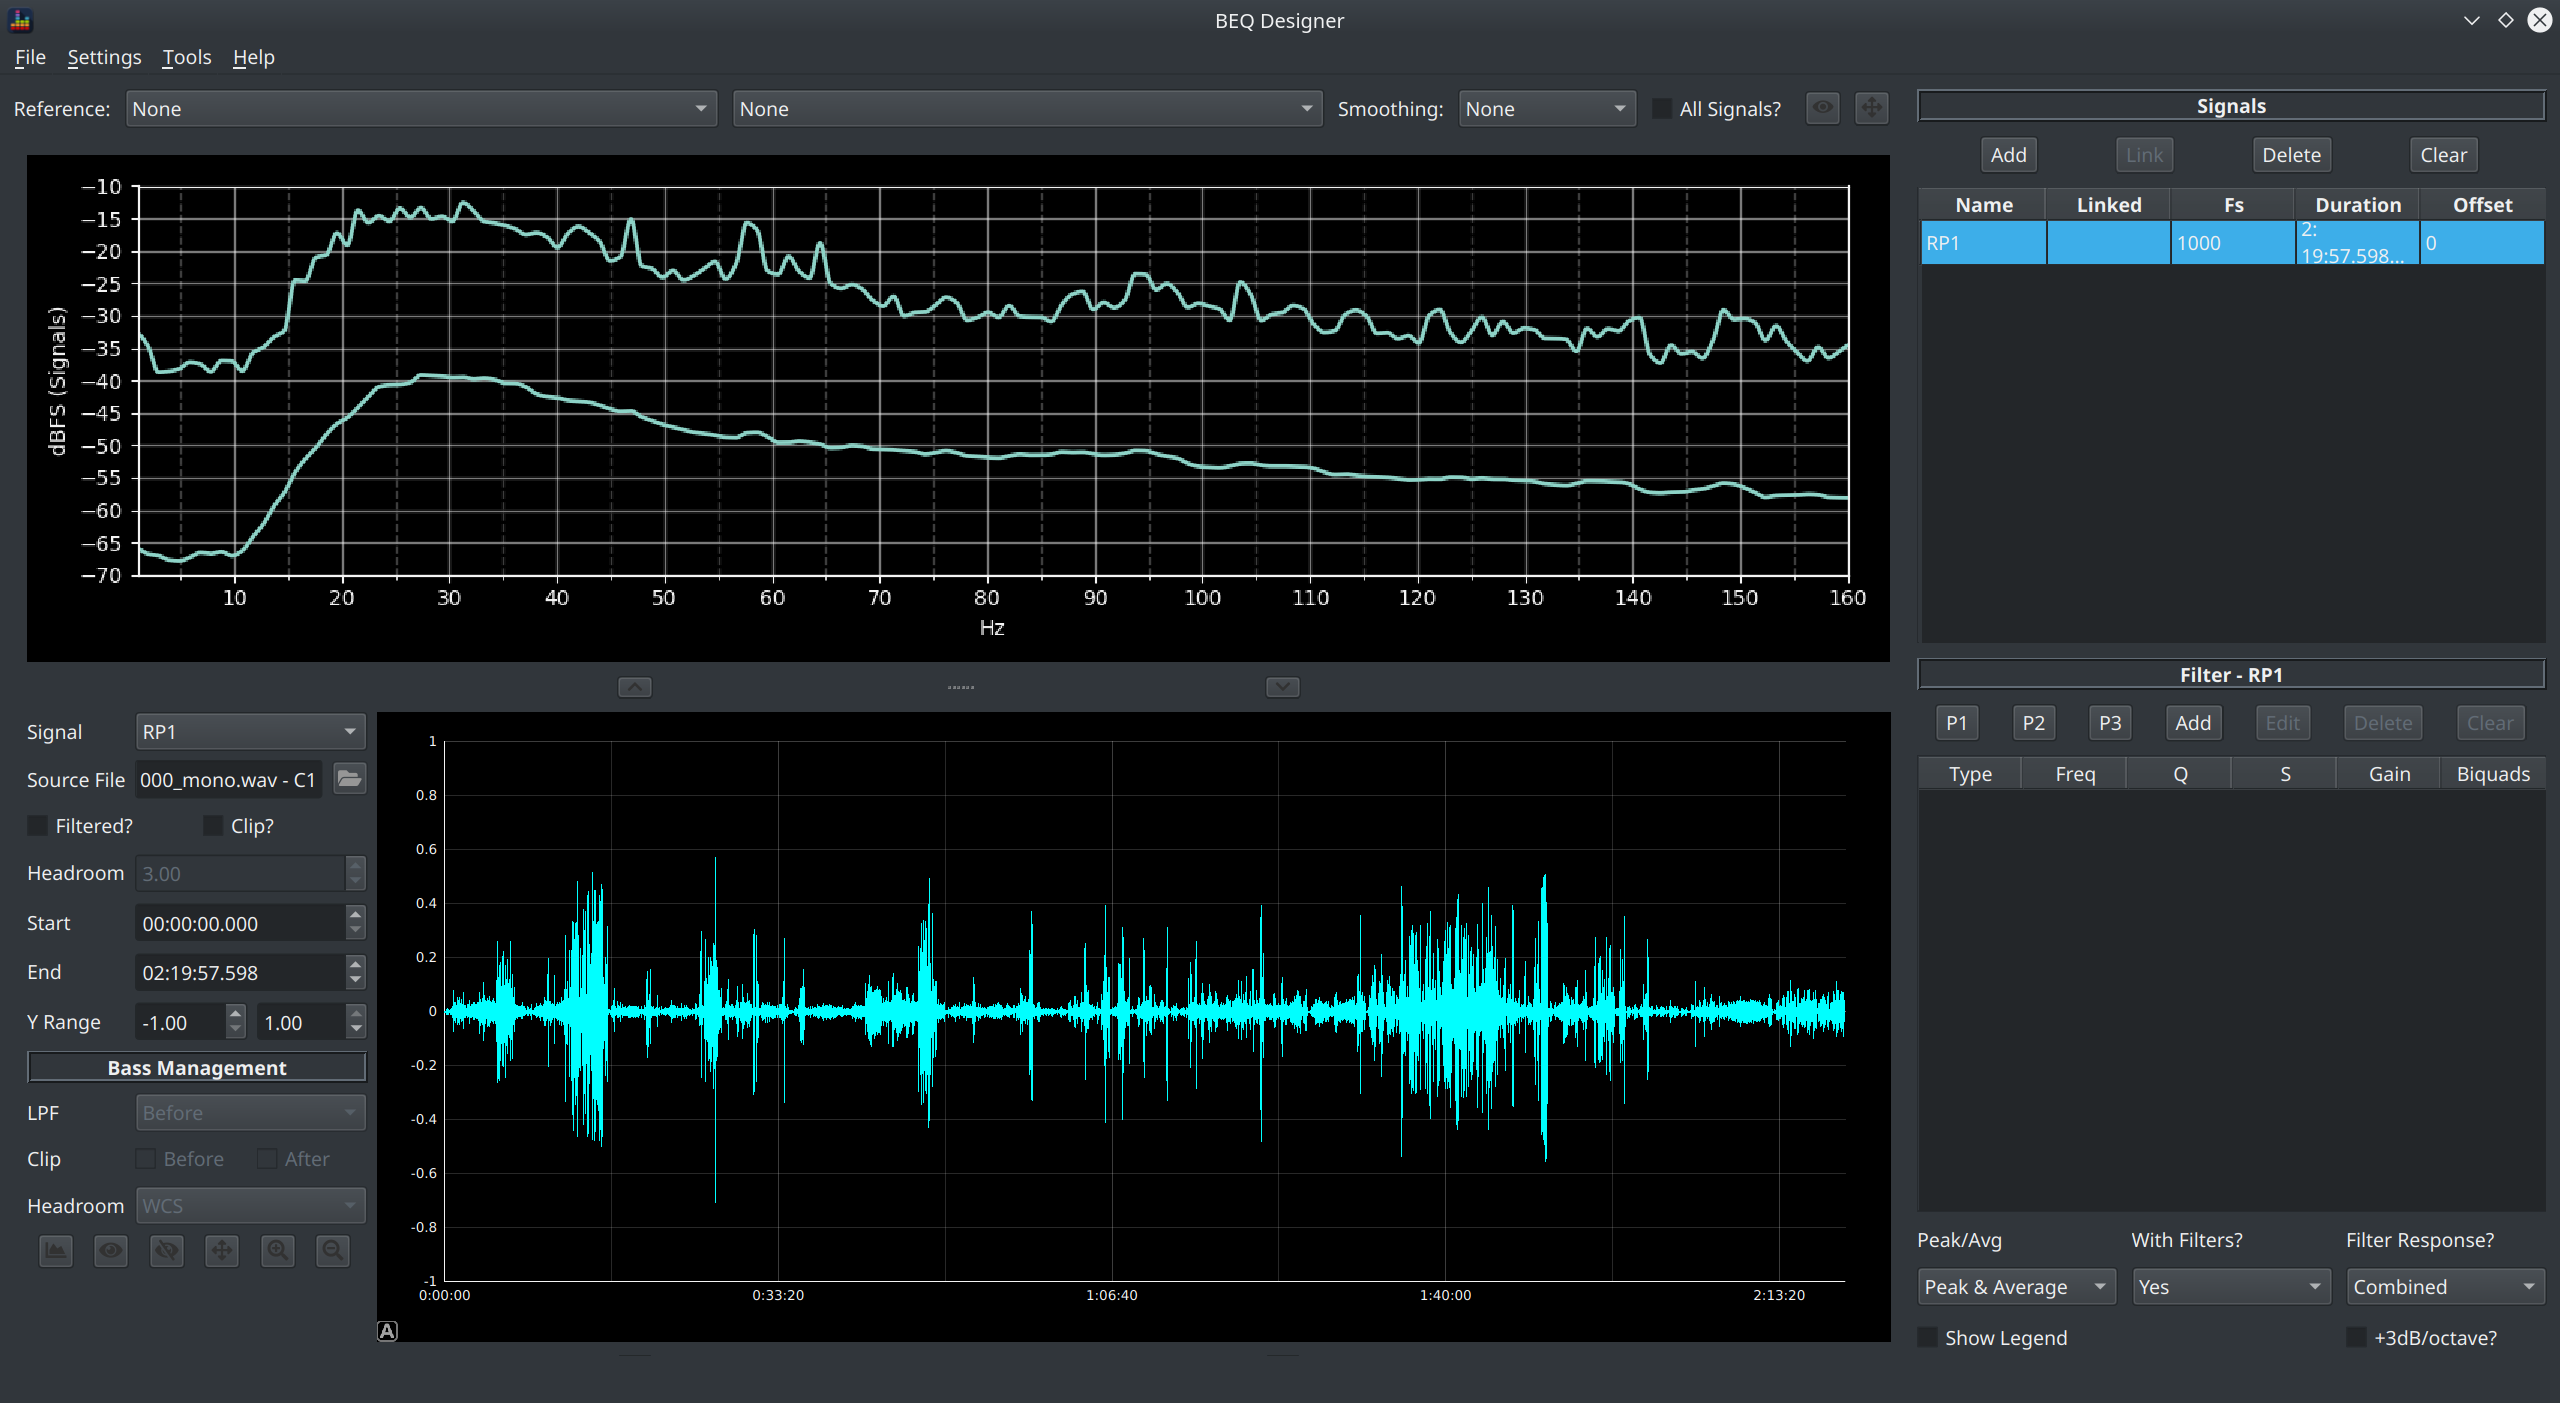 BEQ Designer
File Settings Tools Help
Reference: None None Smoothing: None All Signals?
−10
−15
−20
−25
−30
−35
−40
−45
−50
−55
−60
−65
−70
dBFS (Signals)
10 20 30 40 50 60 70 80 90 100 110 120 130 140 150 160
Hz
Signal RP1
Source File 000_mono.wav - C1
Filtered? Clip?
Headroom 3.00
Start 00:00:00.000
End 02:19:57.598
Y Range -1.00 1.00
Bass Management
LPF Before
Clip Before After
Headroom WCS
1
0.8
0.6
0.4
0.2
0
-0.2
-0.4
-0.6
-0.8
-1
0:00:00 0:33:20 1:06:40 1:40:00 2:13:20
A
Signals
Add Link Delete Clear
Name Linked Fs Duration Offset
RP1 1000 2: 0
19:57.598...
Filter - RP1
P1 P2 P3 Add Edit Delete Clear
Type Freq Q S Gain Biquads
Peak/Avg With Filters? Filter Response?
Peak & Average Yes Combined
Show Legend +3dB/octave?